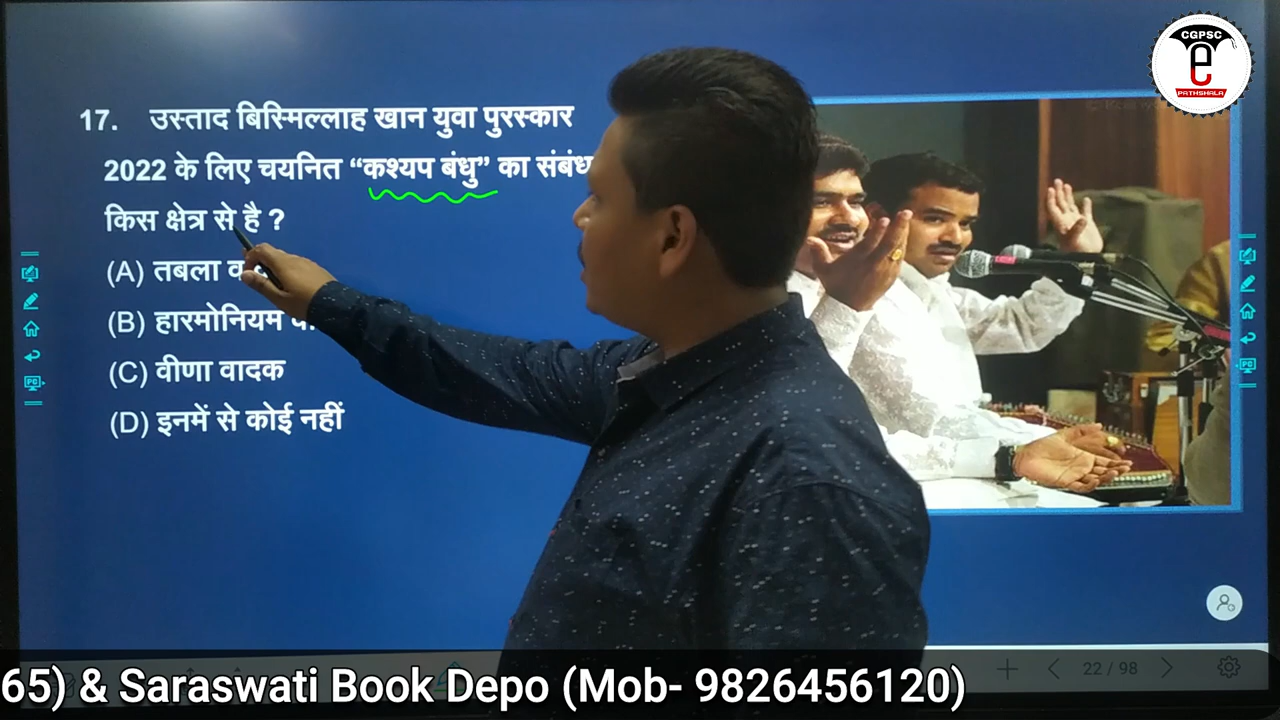 CGPSC
e
PATHSHALA
17. उस्ताद बिस्मिल्लाह खान युवा पुरस्कार
2022 के लिए चयनित “कश्यप बंधु” का संबंध
किस क्षेत्र से है ?
(A) तबला
(B) हारमोनियम
(C) वीणा वादक
(D) इनमें से कोई नहीं
22 / 98
65) & Saraswati Book Depo (Mob- 9826456120)